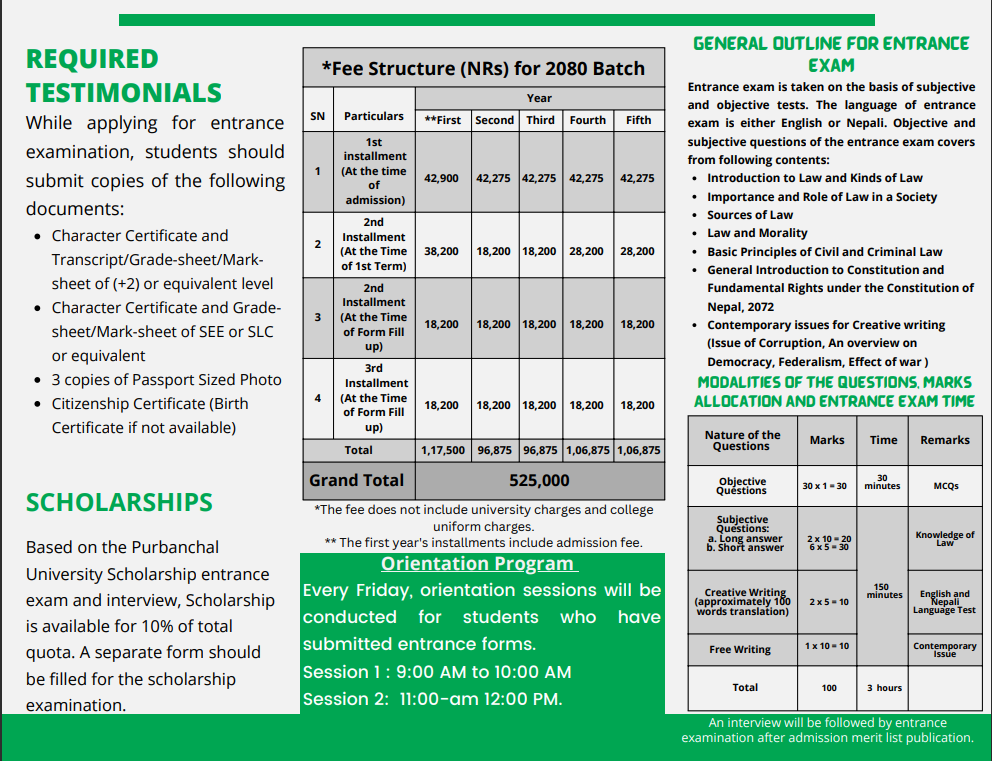 REQUIRED
TESTIMONIALS
While applying for entrance
examination, students should
submit copies of the following
documents:
• Character Certificate and
Transcript/Grade-sheet/Mark-
sheet of (+2) or equivalent level
• Character Certificate and Grade-
sheet/Mark-sheet of SEE or SLC
or equivalent
• 3 copies of Passport Sized Photo
• Citizenship Certificate (Birth
Certificate if not available)
SCHOLARSHIPS
Based on the Purbanchal
University Scholarship entrance
exam and interview, Scholarship
is available for 10% of total
quota. A separate form should
be filled for the scholarship
examination.
*Fee Structure (NRs) for 2080 Batch
SN Particulars Year
**First Second Third Fourth Fifth
1 1st
installment
(At the time
of
admission) 42,900 42,275 42,275 42,275 42,275
2 2nd
Installment
(At the Time
of 1st Term) 38,200 18,200 18,200 28,200 28,200
3 2nd
Installment
(At the Time
of Form Fill
up) 18,200 18,200 18,200 18,200 18,200
4 3rd
Installment
(At the Time
of Form Fill
up) 18,200 18,200 18,200 18,200 18,200
Total 1,17,500 96,875 96,875 1,06,875 1,06,875
Grand Total 525,000
*The fee does not include university charges and college
uniform charges.
** The first year's installments include admission fee.
Orientation Program
Every Friday, orientation sessions will be
conducted for students who have
submitted entrance forms.
Session 1 : 9:00 AM to 10:00 AM
Session 2: 11:00-am 12:00 PM.
GENERAL OUTLINE FOR ENTRANCE
EXAM
Entrance exam is taken on the basis of subjective
and objective tests. The language of entrance
exam is either English or Nepali. Objective and
subjective questions of the entrance exam covers
from following contents:
• Introduction to Law and Kinds of Law
• Importance and Role of Law in a Society
• Sources of Law
• Law and Morality
• Basic Principles of Civil and Criminal Law
• General Introduction to Constitution and
Fundamental Rights under the Constitution of
Nepal, 2072
• Contemporary issues for Creative writing
(Issue of Corruption, An overview on
Democracy, Federalism, Effect of war )
MODALITIES OF THE QUESTIONS, MARKS
ALLOCATION AND ENTRANCE EXAM TIME
Nature of the
Questions Marks Time Remarks
Objective
Questions 30 x 1 = 30 30
minutes MCQs
Subjective
Questions:
a. Long answer 2 x 10 = 20
b. Short answer 6 x 5 = 30 Knowledge of
Law
150
minutes
Creative Writing
(approximately 100
words translation) 2 x 5 = 10 English and
Nepali
Language Test
Free Writing 1 x 10 = 10 Contemporary
Issue
Total 100 3 hours
An interview will be followed by entrance
examination after admission merit list publication.